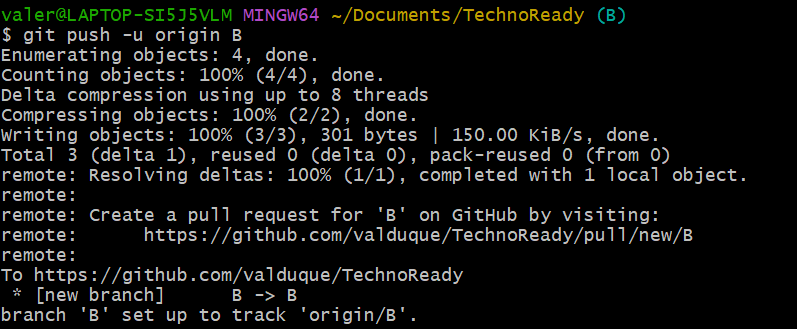 valer@LAPTOP-SI5J5VLM MINGW64 ~/Documents/TechnoReady (B)
$ git push -u origin B
Enumerating objects: 4, done.
Counting objects: 100% (4/4), done.
Delta compression using up to 8 threads
Compressing objects: 100% (2/2), done.
Writing objects: 100% (3/3), 301 bytes | 150.00 KiB/s, done.
Total 3 (delta 1), reused 0 (delta 0), pack-reused 0 (from 0)
remote: Resolving deltas: 100% (1/1), completed with 1 local object.
remote:
remote: Create a pull request for 'B' on GitHub by visiting:
remote:      https://github.com/valduque/TechnoReady/pull/new/B
remote:
To https://github.com/valduque/TechnoReady
 * [new branch]      B -> B
branch 'B' set up to track 'origin/B'.